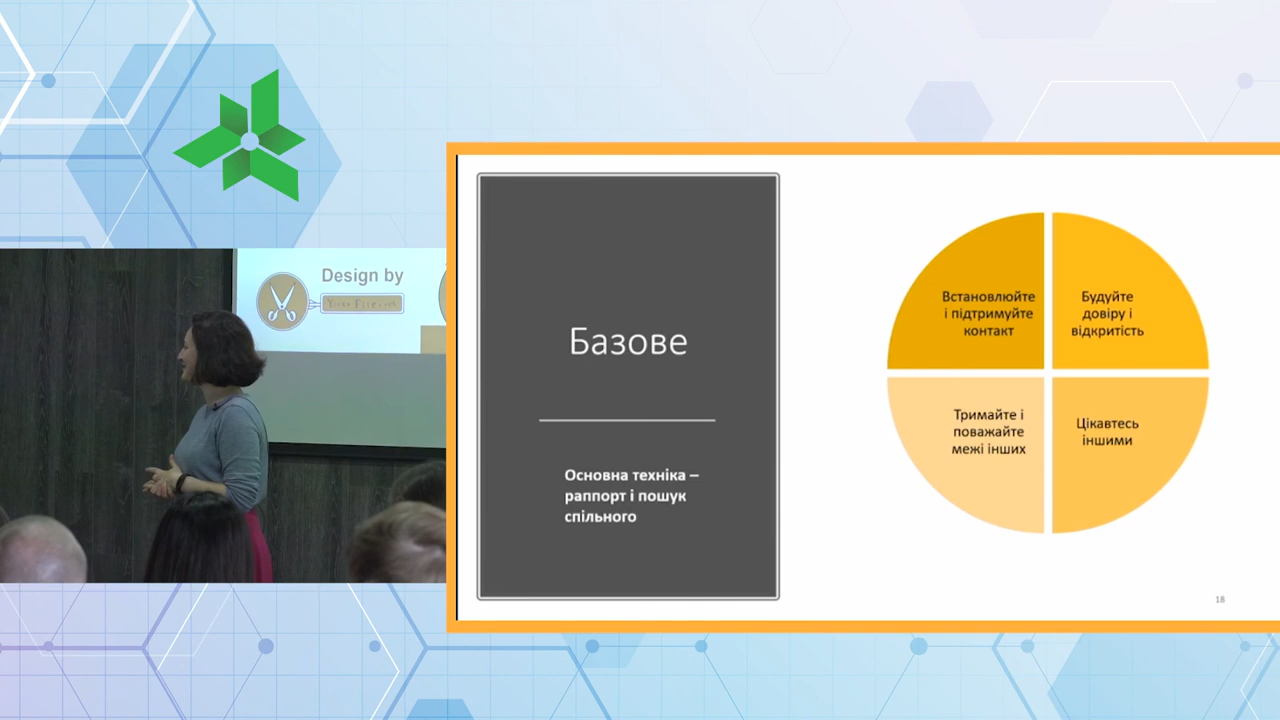 Design by
Базове
Основна техніка –
раппорт і пошук
спільного
Встановлюйте
і підтримуйте
контакт
Будуйте
довіру і
відкритість
Тримайте і
поважайте
межі інших
Цікавтесь
іншими
18